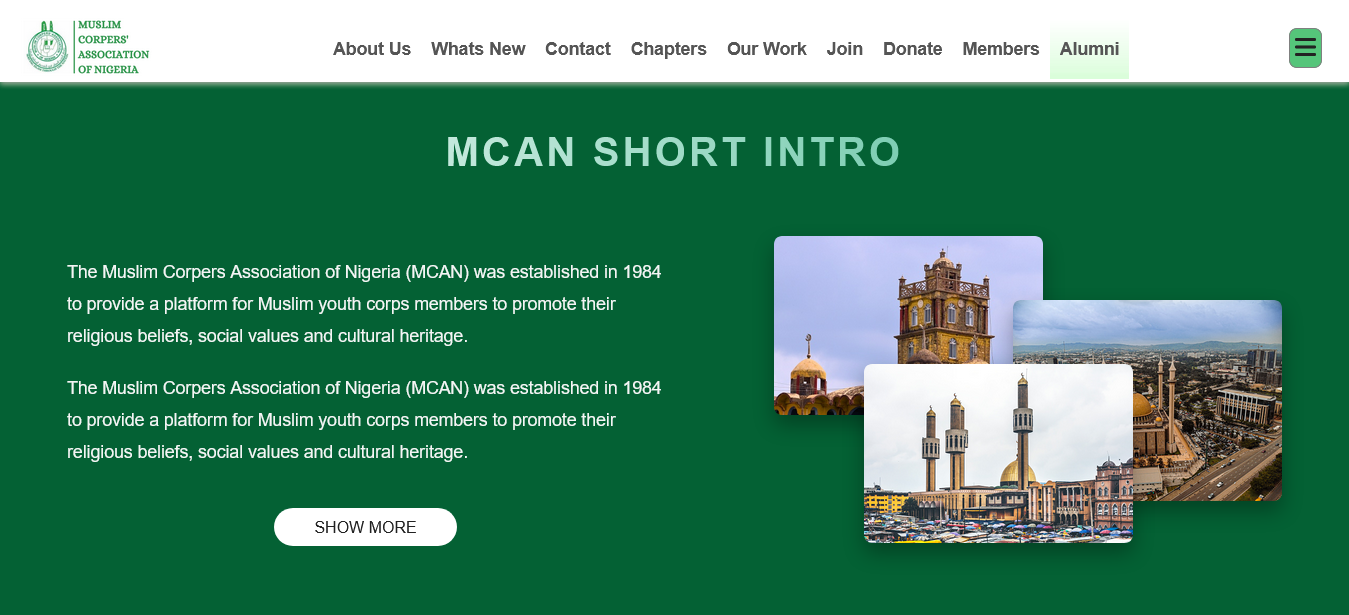 MUSLIM
CORPERS'
ASSOCIATION
OF NIGERIA
About Us Whats New Contact Chapters Our Work Join Donate Members Alumni
MCAN SHORT INTRO
The Muslim Corpers Association of Nigeria (MCAN) was established in 1984
to provide a platform for Muslim youth corps members to promote their
religious beliefs, social values and cultural heritage.
The Muslim Corpers Association of Nigeria (MCAN) was established in 1984
to provide a platform for Muslim youth corps members to promote their
religious beliefs, social values and cultural heritage.
SHOW MORE